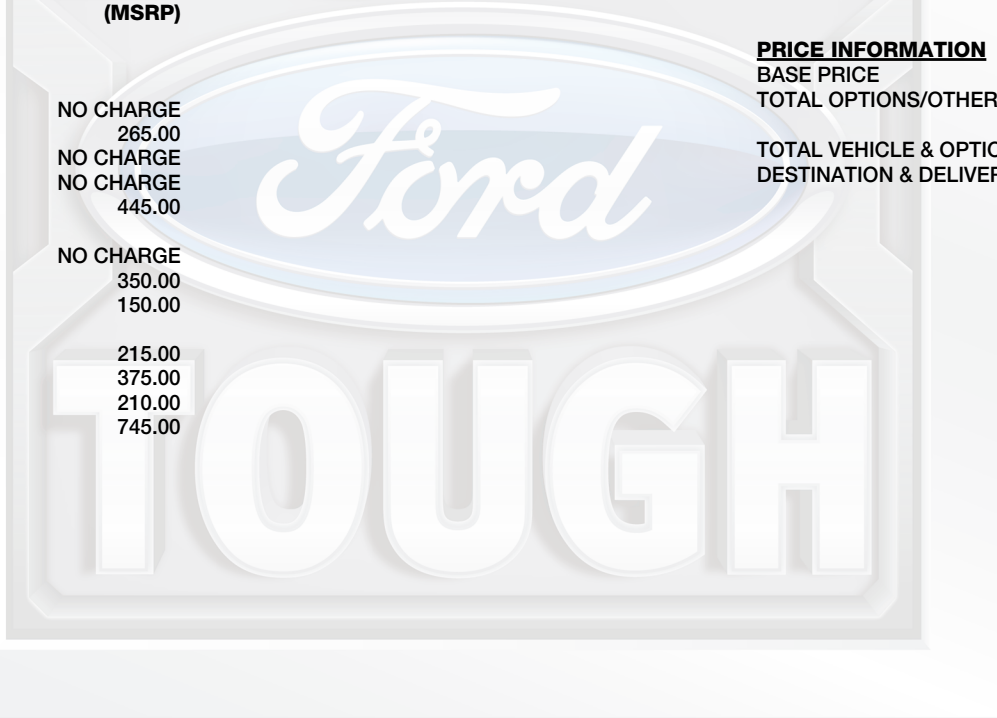 (MSRP)
NO CHARGE
265.00
NO CHARGE
NO CHARGE
445.00
NO CHARGE
350.00
150.00
215.00
375.00
210.00
745.00
PRICE INFORMATION
BASE PRICE
TOTAL OPTIONS/OTHER
TOTAL VEHICLE & OPTIO
DESTINATION & DELIVER
Ford
TOUGH